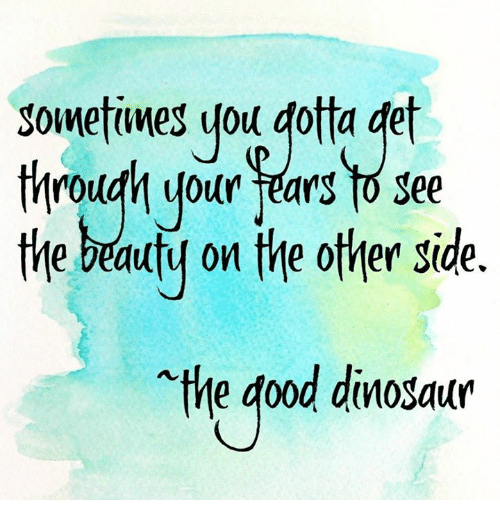 sometimes you gotta get
through your fears to see
the beauty on the other side.
~the good dinosaur